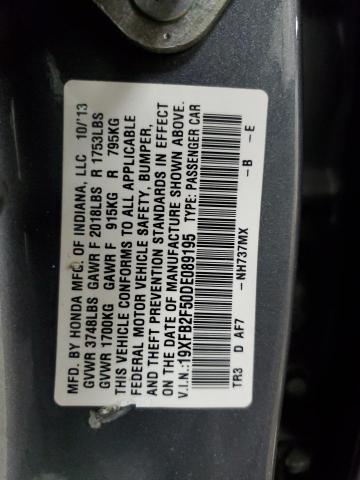 MFD. BY HONDA MFG. OF INDIANA, LLC 10/'13
GVWR 3748LBS GAWR F 2018LBS R 1753LBS
GVWR 1700KG GAWR F 915KG R 795KG
THIS VEHICLE CONFORMS TO ALL APPLICABLE
FEDERAL MOTOR VEHICLE SAFETY, BUMPER,
AND THEFT PREVENTION STANDARDS IN EFFECT
ON THE DATE OF MANUFACTURE SHOWN ABOVE.
V.I.N.:19XFB2F50DE089195 TYPE: PASSENGER CAR
TR3 D AF7 -NH737MX -B -E